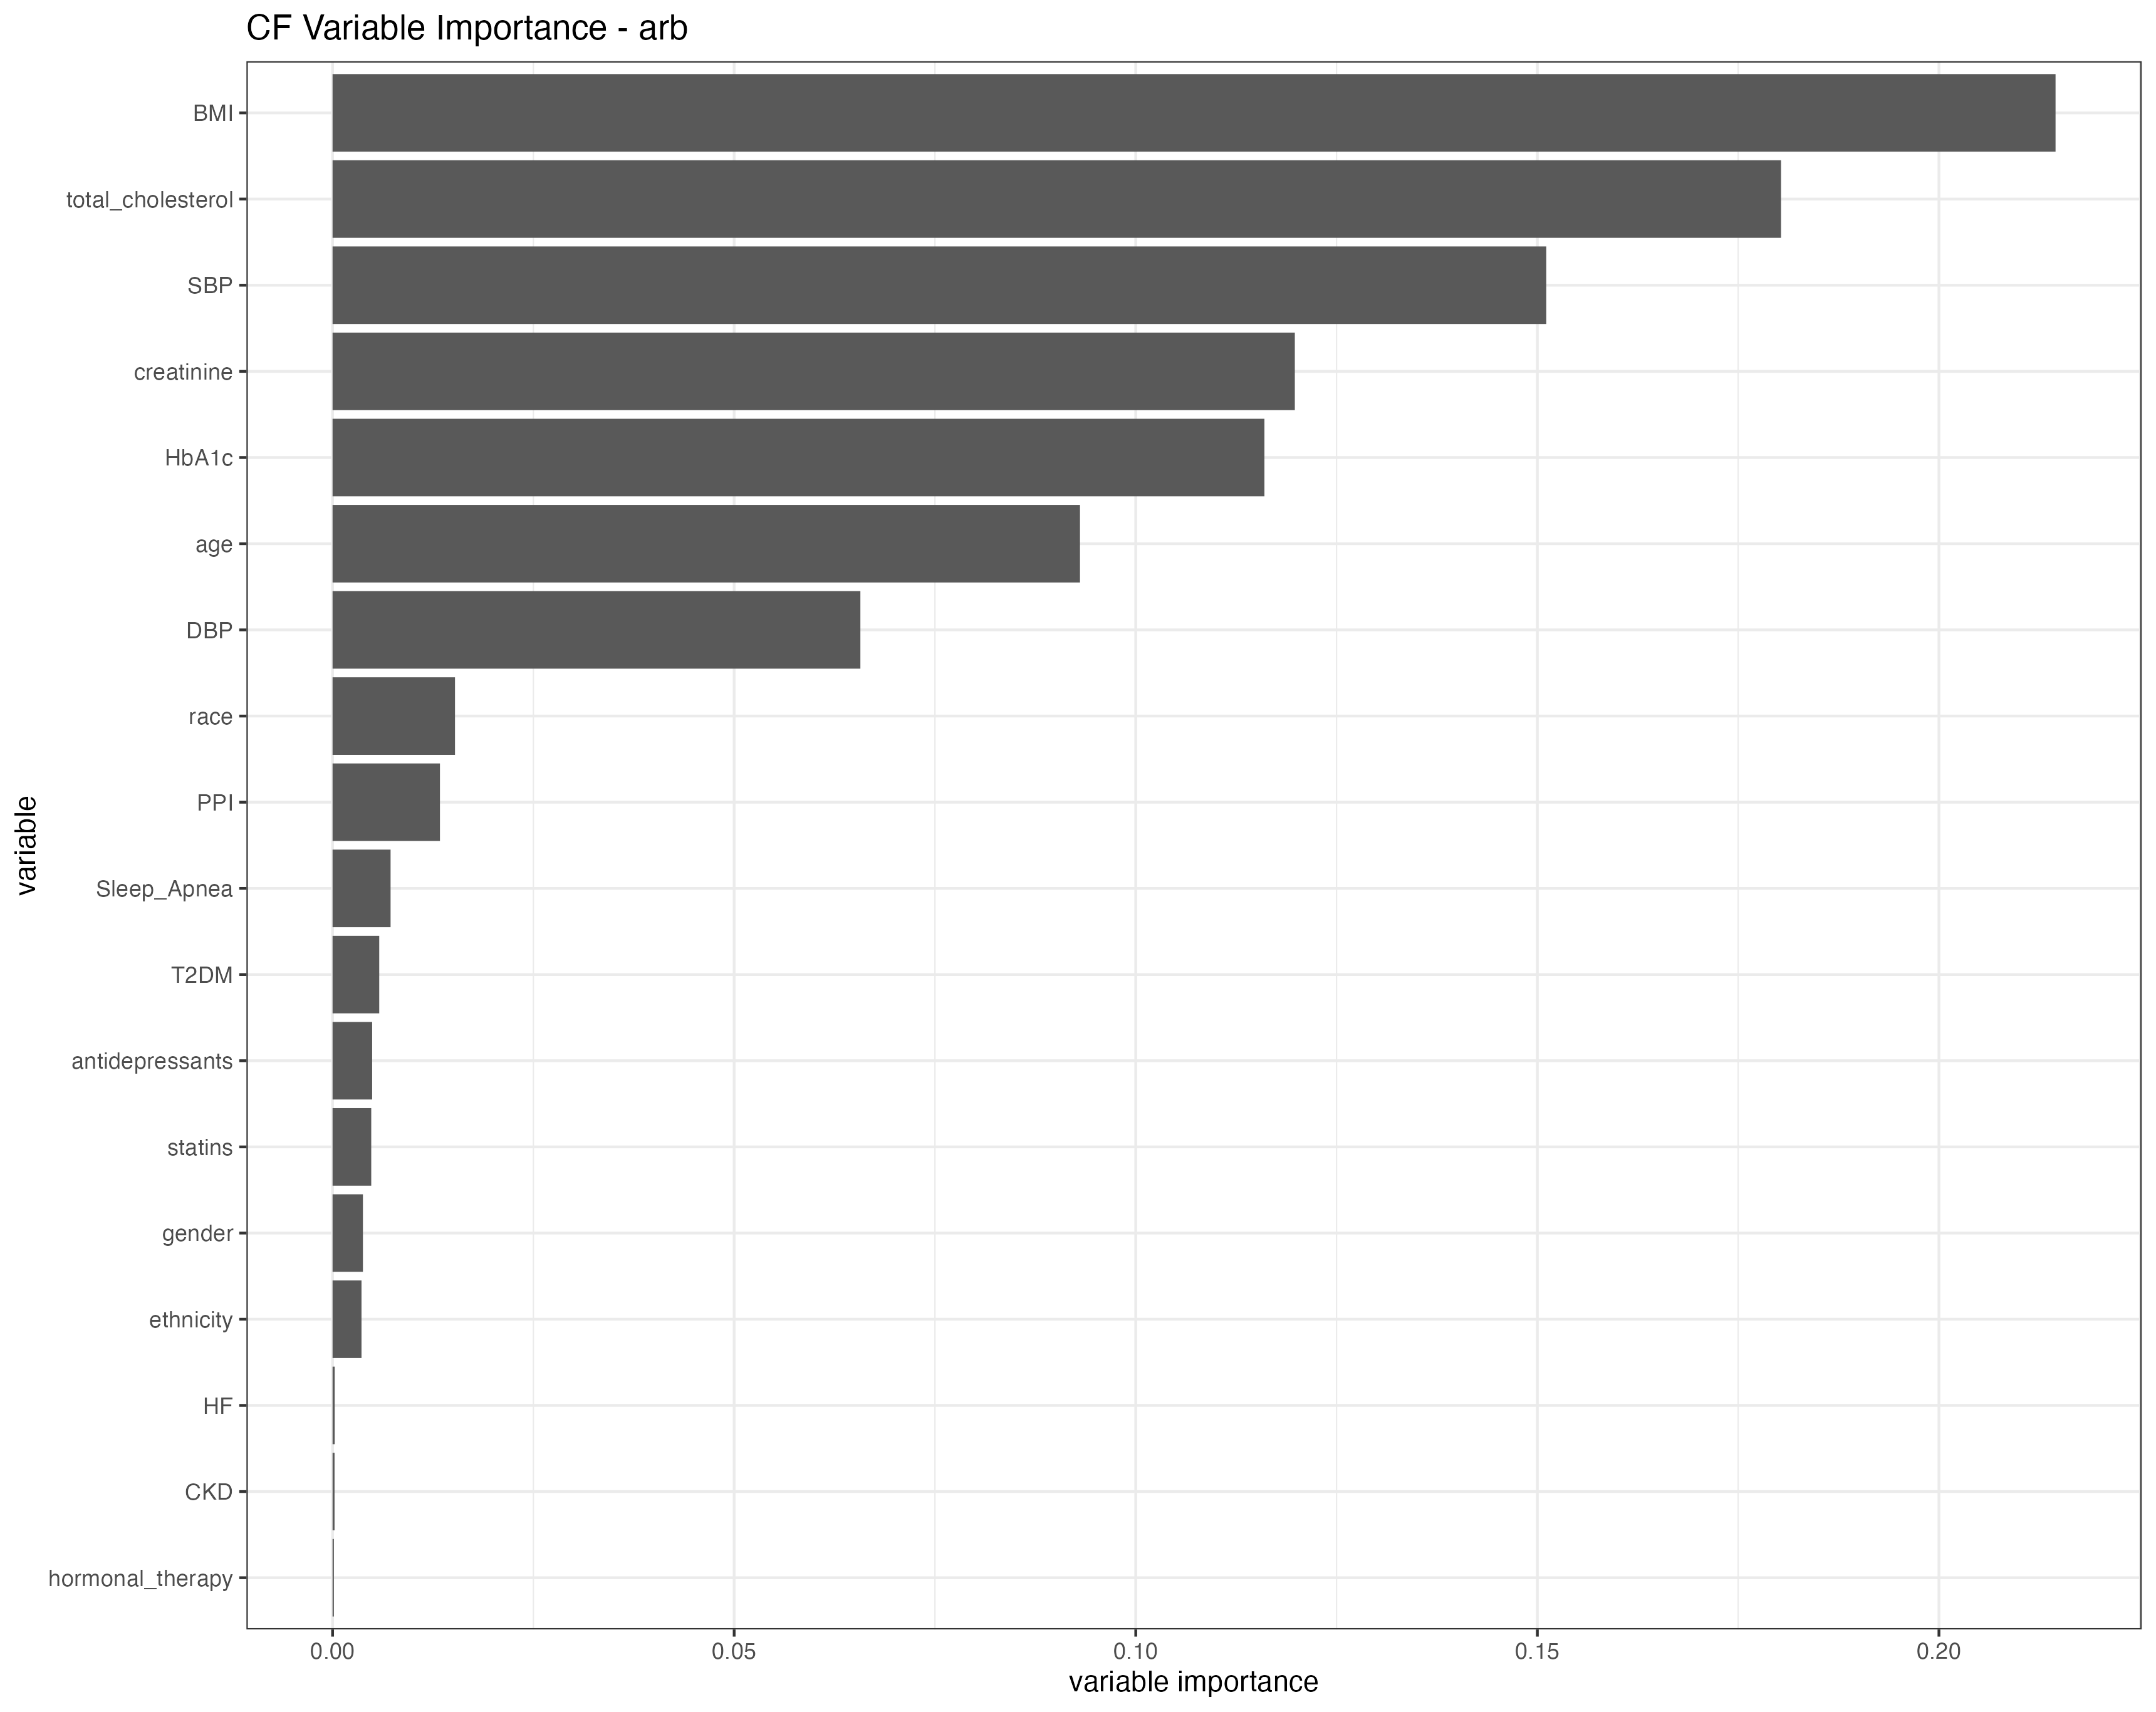 CF Variable Importance - arb
variable
BMI
total_cholesterol
SBP
creatinine
HbA1c
age
DBP
race
PPI
Sleep_Apnea
T2DM
antidepressants
statins
gender
ethnicity
HF
CKD
hormonal_therapy
0.00 0.05 0.10 0.15 0.20
variable importance